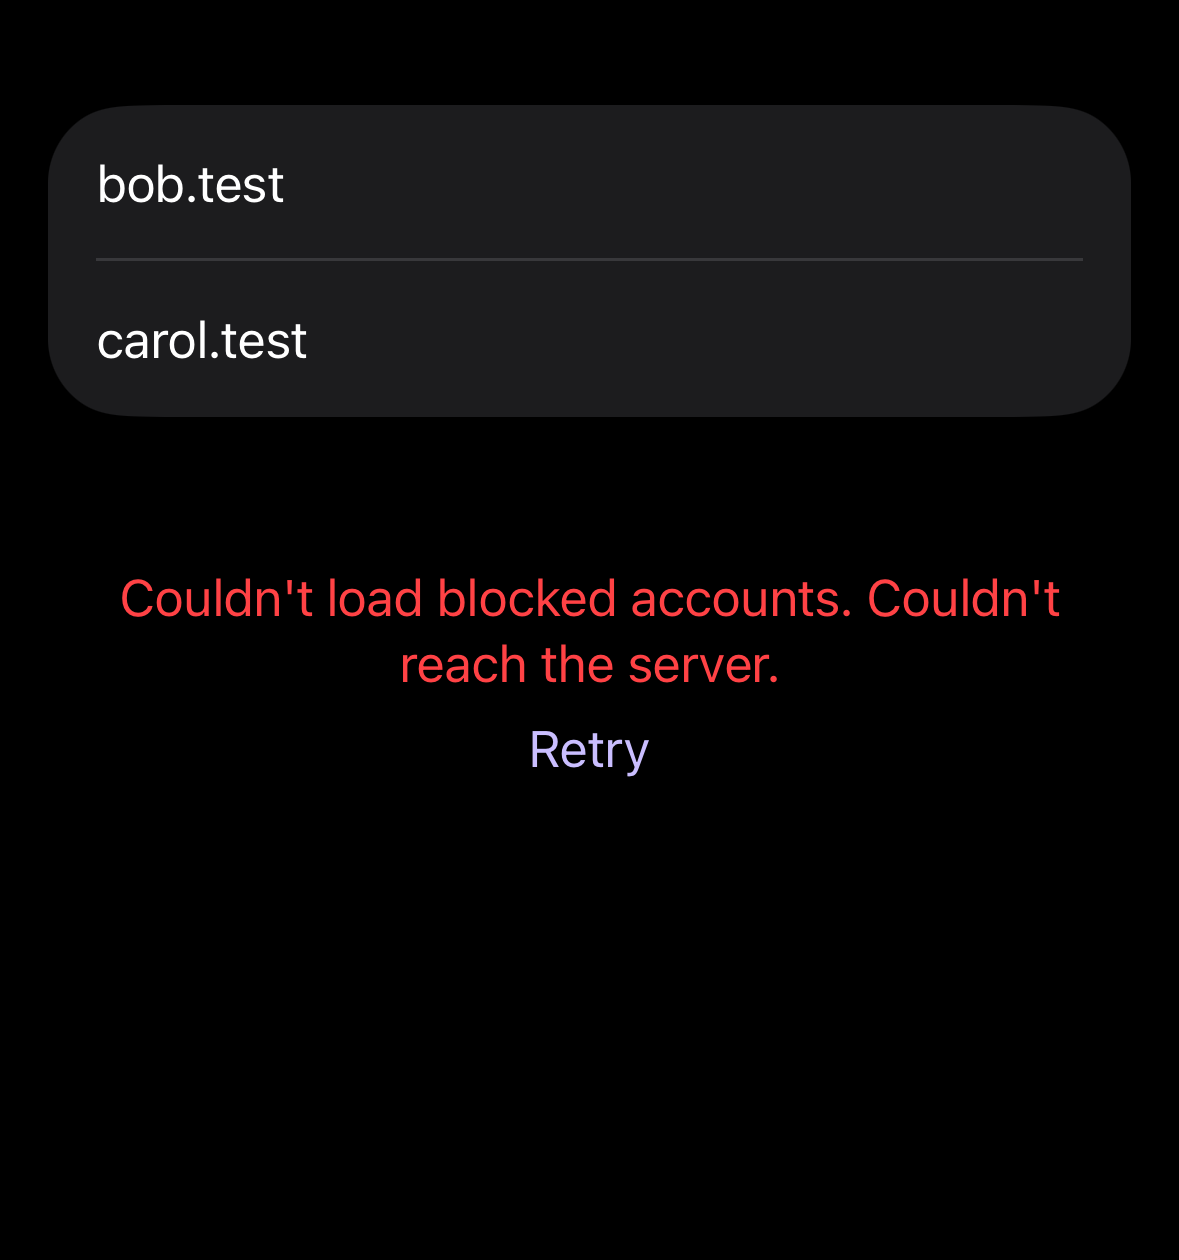 bob.test
carol.test
Couldn't load blocked accounts. Couldn't
reach the server.
Retry